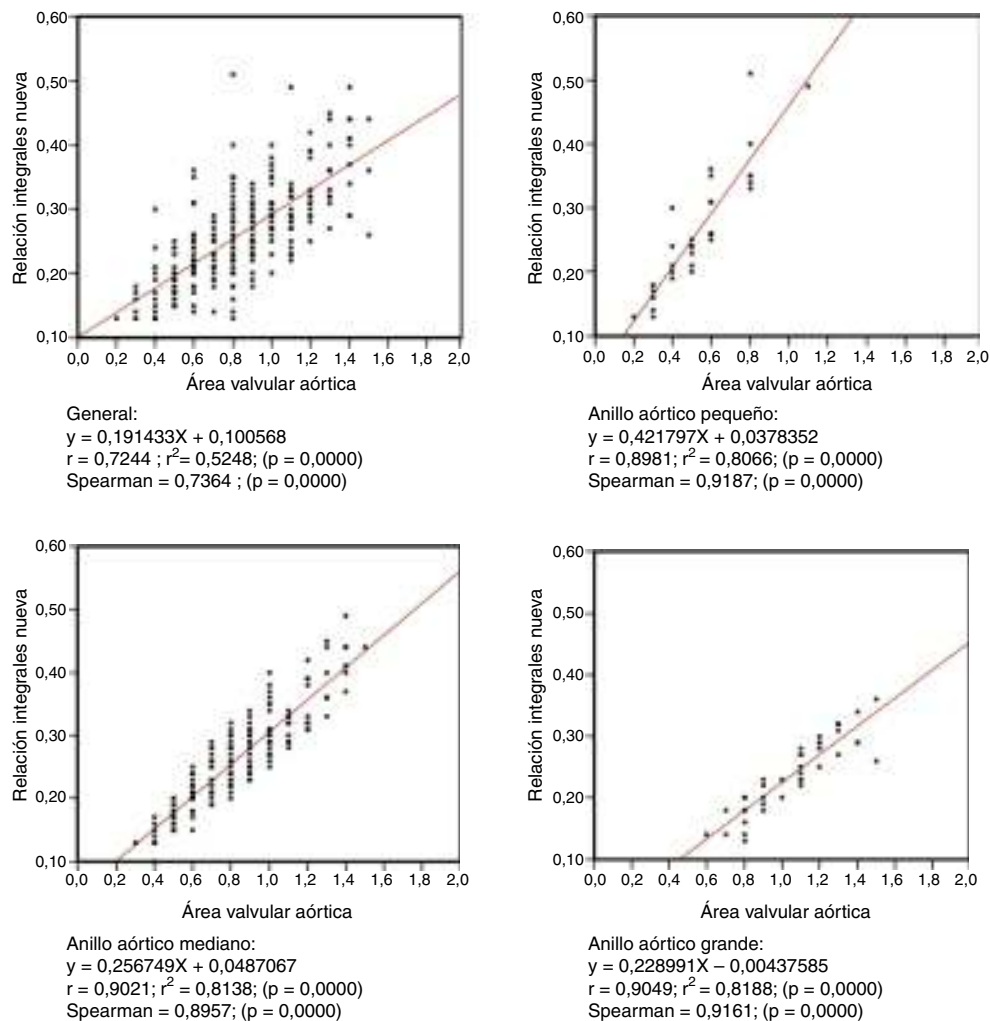 0,60
0,50
0,40
0,30
0,20
0,10
Relación integrales nueva
0,0 0,2 0,4 0,6 0,8 1,0 1,2 1,4 1,6 1,8 2,0
Área valvular aórtica
General:
y = 0,191433X + 0,100568
r = 0,7244 ; r²= 0,5248; (p = 0,0000)
Spearman = 0,7364 ; (p = 0,0000)
0,60
0,50
0,40
0,30
0,20
0,10
Relación integrales nueva
0,0 0,2 0,4 0,6 0,8 1,0 1,2 1,4 1,6 1,8 2,0
Área valvular aórtica
Anillo aórtico pequeño:
y = 0,421797X + 0,0378352
r = 0,8981; r² = 0,8066; (p = 0,0000)
Spearman = 0,9187; (p = 0,0000)
0,60
0,50
0,40
0,30
0,20
0,10
Relación integrales nueva
0,0 0,2 0,4 0,6 0,8 1,0 1,2 1,4 1,6 1,8 2,0
Área valvular aórtica
Anillo aórtico mediano:
y = 0,256749X + 0,0487067
r = 0,9021; r² = 0,8138; (p = 0,0000)
Spearman = 0,8957; (p = 0,0000)
0,60
0,50
0,40
0,30
0,20
0,10
Relación integrales nueva
0,0 0,2 0,4 0,6 0,8 1,0 1,2 1,4 1,6 1,8 2,0
Área valvular aórtica
Anillo aórtico grande:
y = 0,228991X – 0,00437585
r = 0,9049; r² = 0,8188; (p = 0,0000)
Spearman = 0,9161; (p = 0,0000)